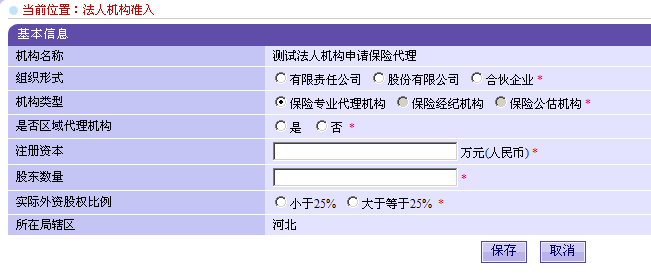 当前位置：法人机构准入
基本信息
机构名称 测试法人机构申请保险代理
组织形式 有限责任公司 股份有限公司 合伙企业 *
机构类型 保险专业代理机构 保险经纪机构 保险公估机构 *
是否区域代理机构 是 否 *
注册资本 万元(人民币) *
股东数量 *
实际外资股权比例 小于25% 大于等于25% *
所在局辖区 河北
保存 取消